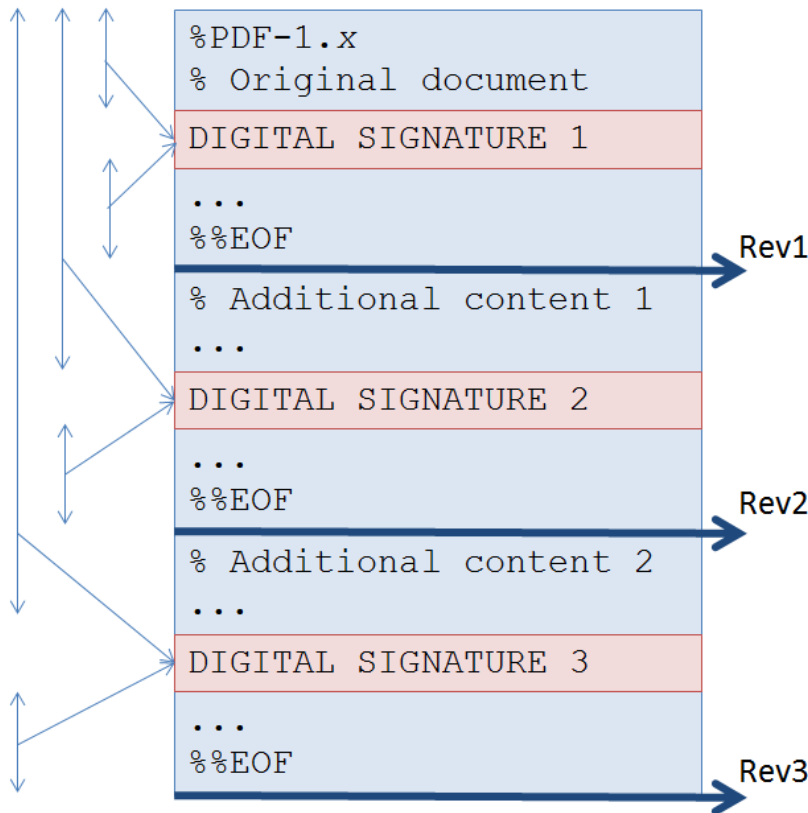 %PDF-1.x
% Original document
DIGITAL SIGNATURE 1
...
%%EOF
Rev1
% Additional content 1
...
DIGITAL SIGNATURE 2
...
%%EOF
Rev2
% Additional content 2
...
DIGITAL SIGNATURE 3
...
%%EOF
Rev3